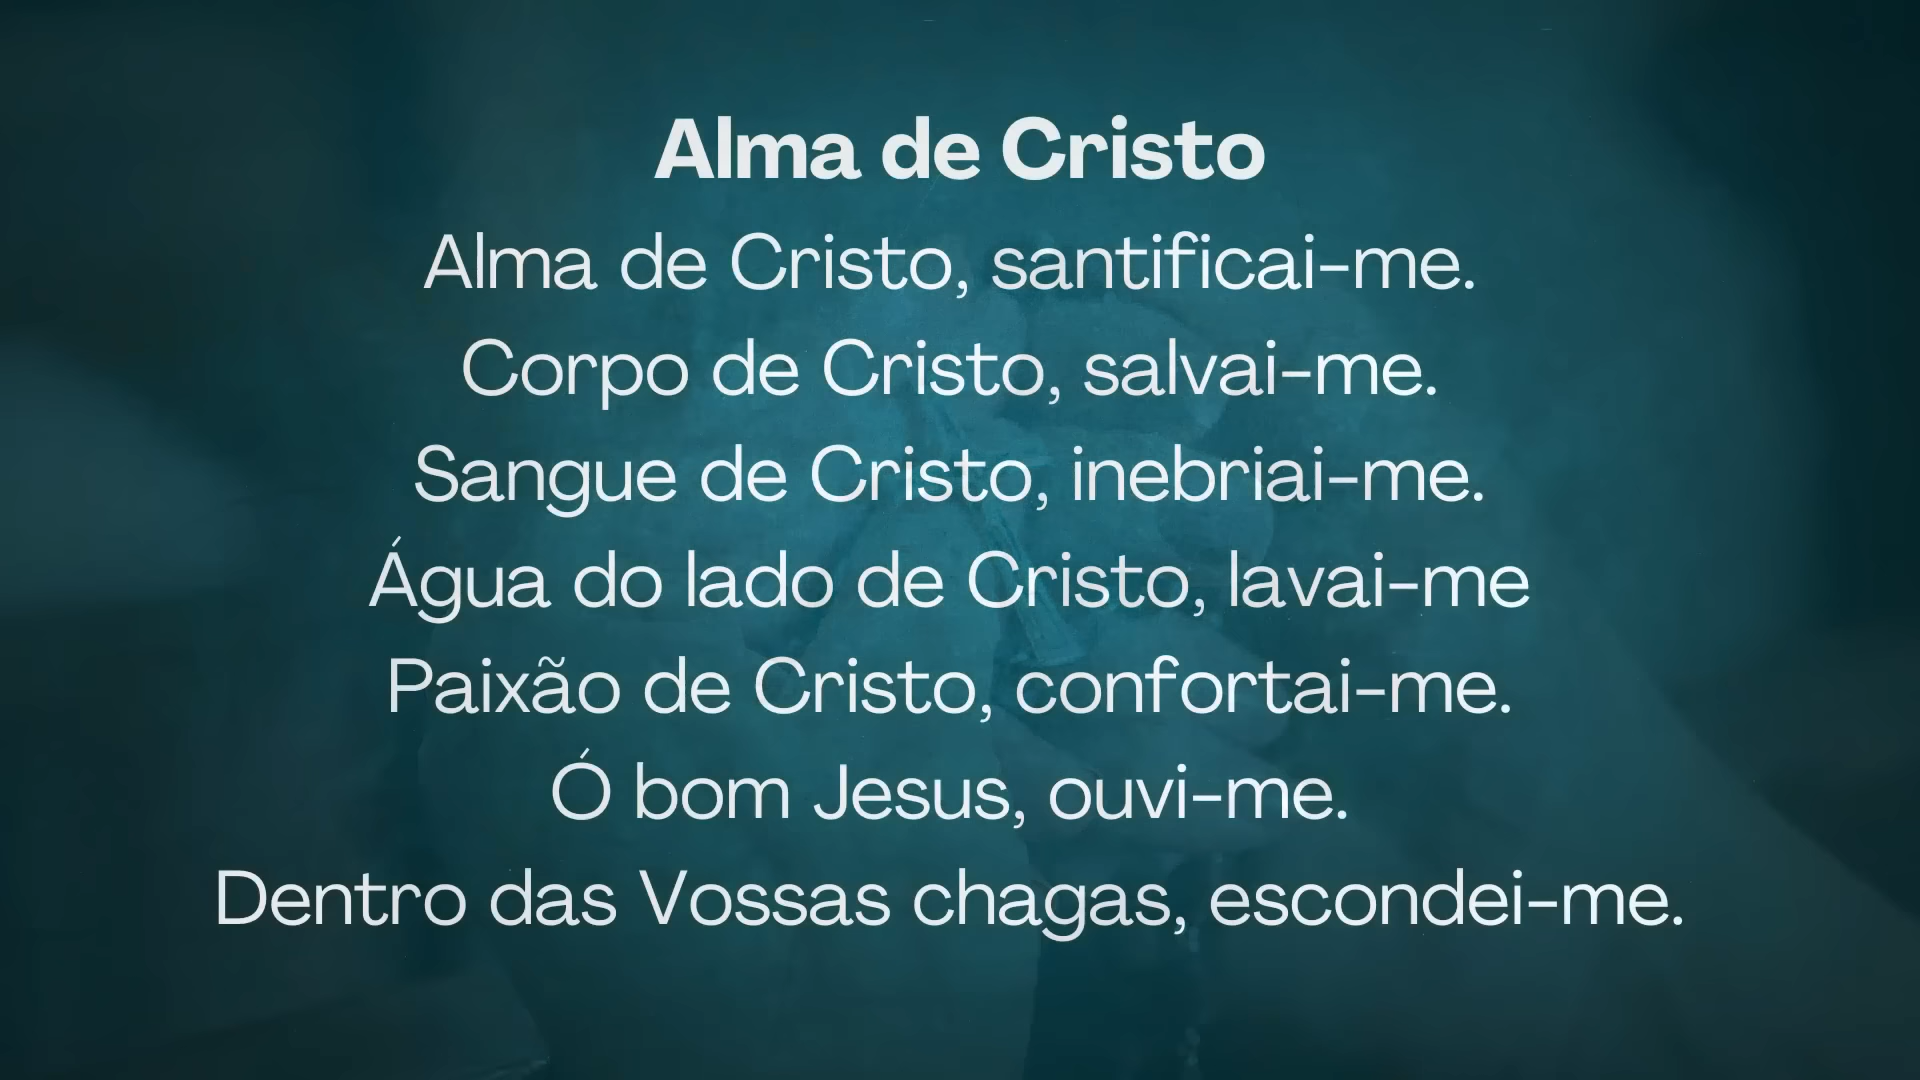 Alma de Cristo
Alma de Cristo, santificai-me.
Corpo de Cristo, salvai-me.
Sangue de Cristo, inebriai-me.
Água do lado de Cristo, lavai-me
Paixão de Cristo, confortai-me.
Ó bom Jesus, ouvi-me.
Dentro das Vossas chagas, escondei-me.